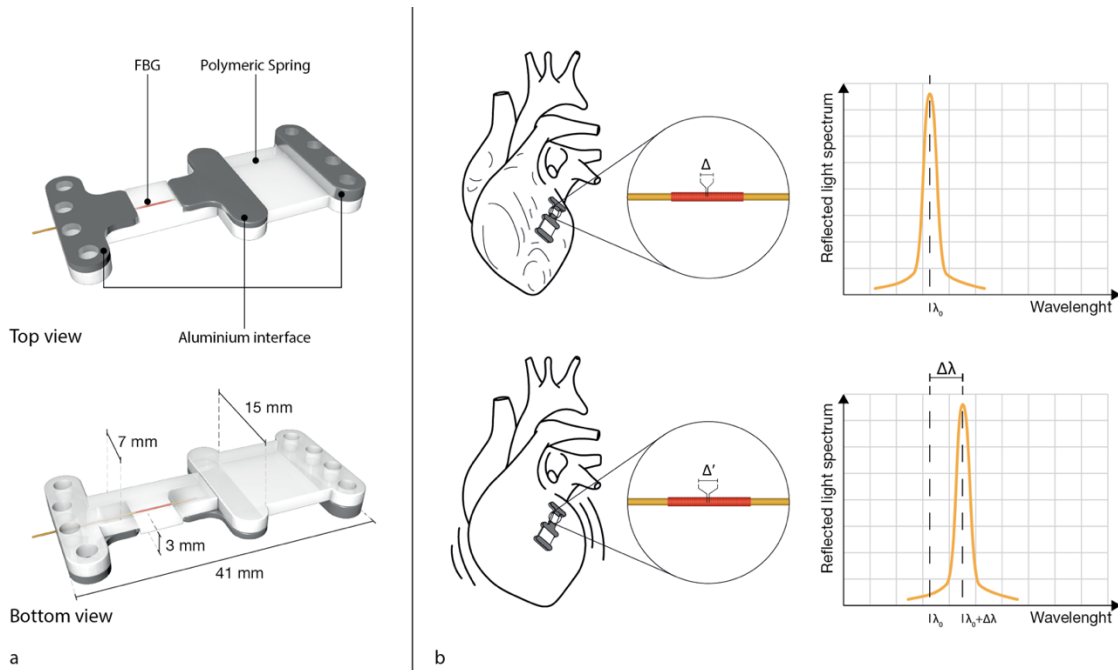 FBG
Polymeric Spring
Top view
Aluminium interface
15 mm
7 mm
3 mm
41 mm
Bottom view
a
Δ
Reflected light spectrum
Wavelenght
λ₀
Δ'
Δλ
Reflected light spectrum
Wavelenght
λ₀
λ₀+Δλ
b